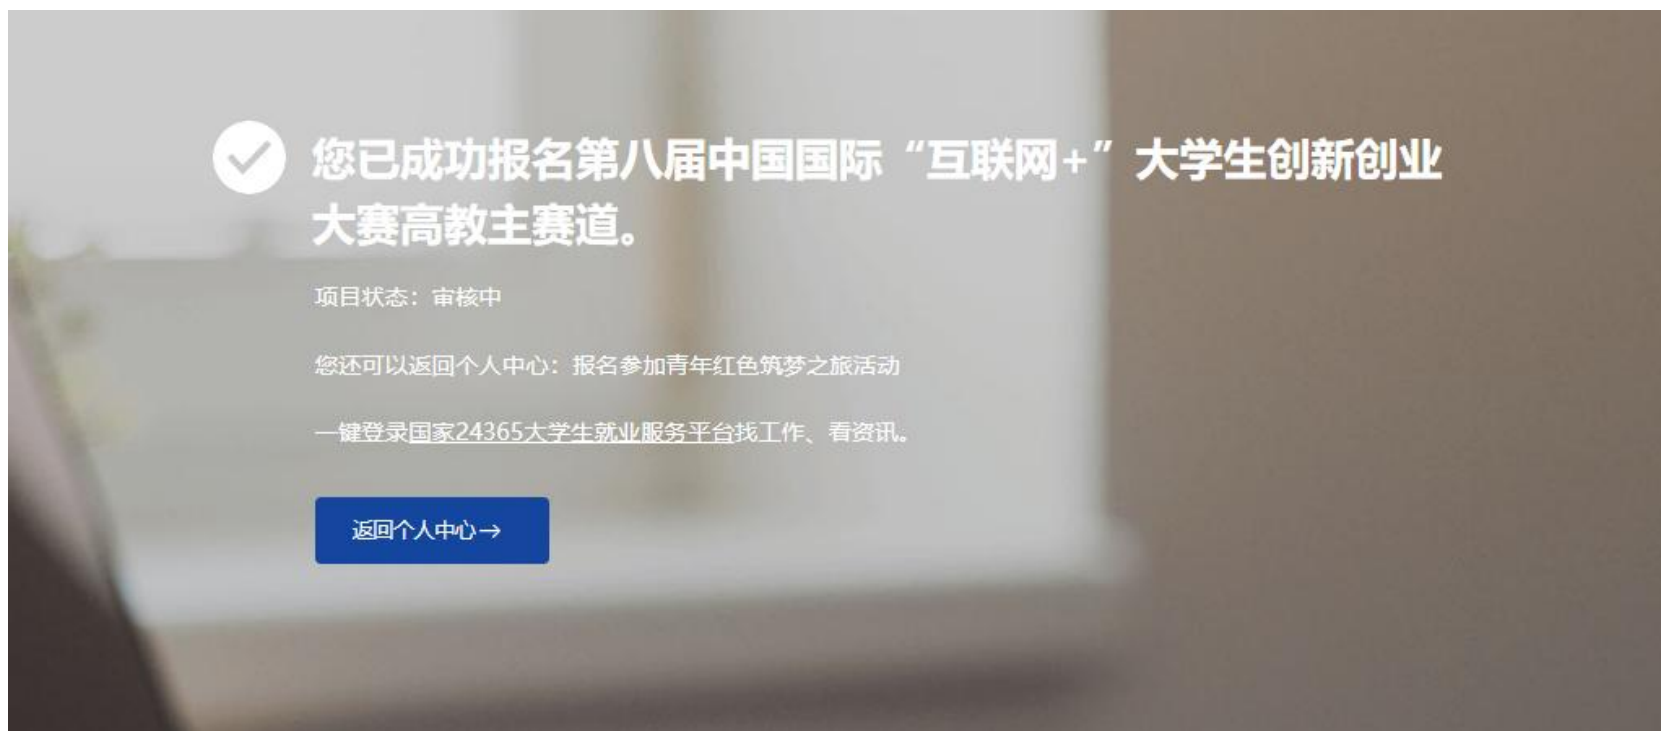 您已成功报名第八届中国国际“互联网+”大学生创新创业
大赛高教主赛道。
项目状态：审核中
您还可以返回个人中心：报名参加青年红色筑梦之旅活动
一键登录国家24365大学生就业服务平台找工作、看资讯。
返回个人中心→